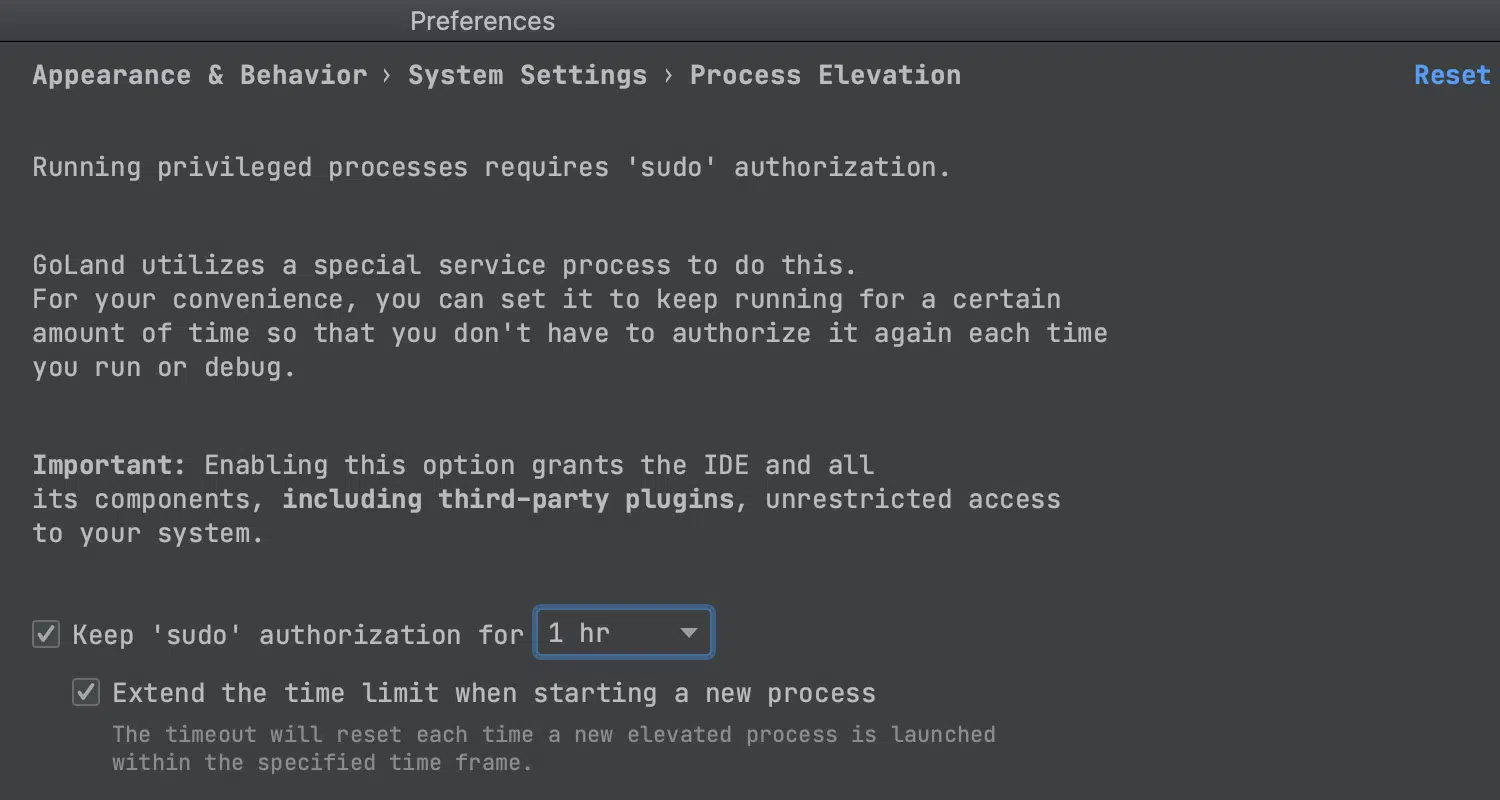 Preferences
Appearance & Behavior › System Settings › Process Elevation
Reset
Running privileged processes requires 'sudo' authorization.
GoLand utilizes a special service process to do this.
For your convenience, you can set it to keep running for a certain
amount of time so that you don't have to authorize it again each time
you run or debug.
Important: Enabling this option grants the IDE and all
its components, including third-party plugins, unrestricted access
to your system.
Keep 'sudo' authorization for 1 hr
Extend the time limit when starting a new process
The timeout will reset each time a new elevated process is launched
within the specified time frame.